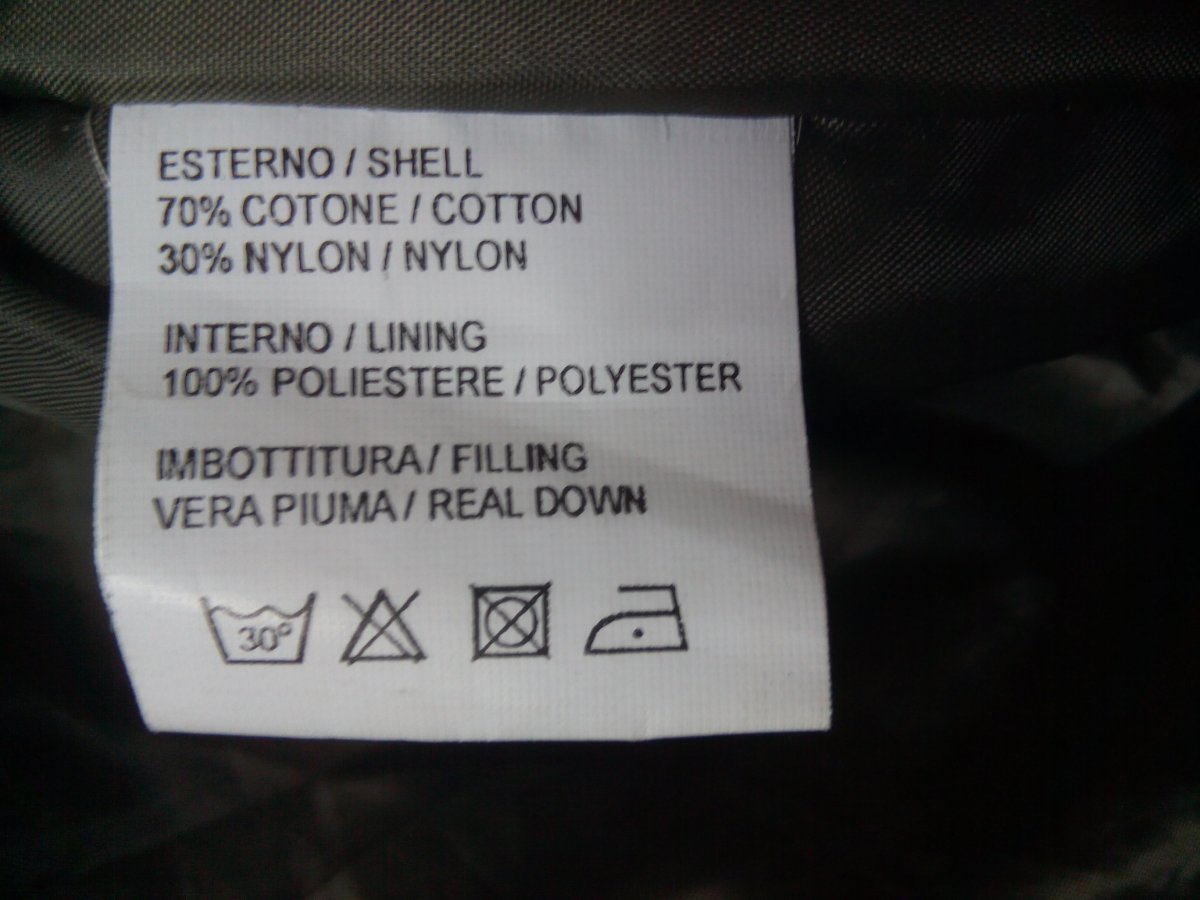 ESTERNO / SHELL
70% COTONE / COTTON
30% NYLON / NYLON
INTERNO / LINING
100% POLIESTERE / POLYESTER
IMBOTTITURA / FILLING
VERA PIUMA / REAL DOWN
30°